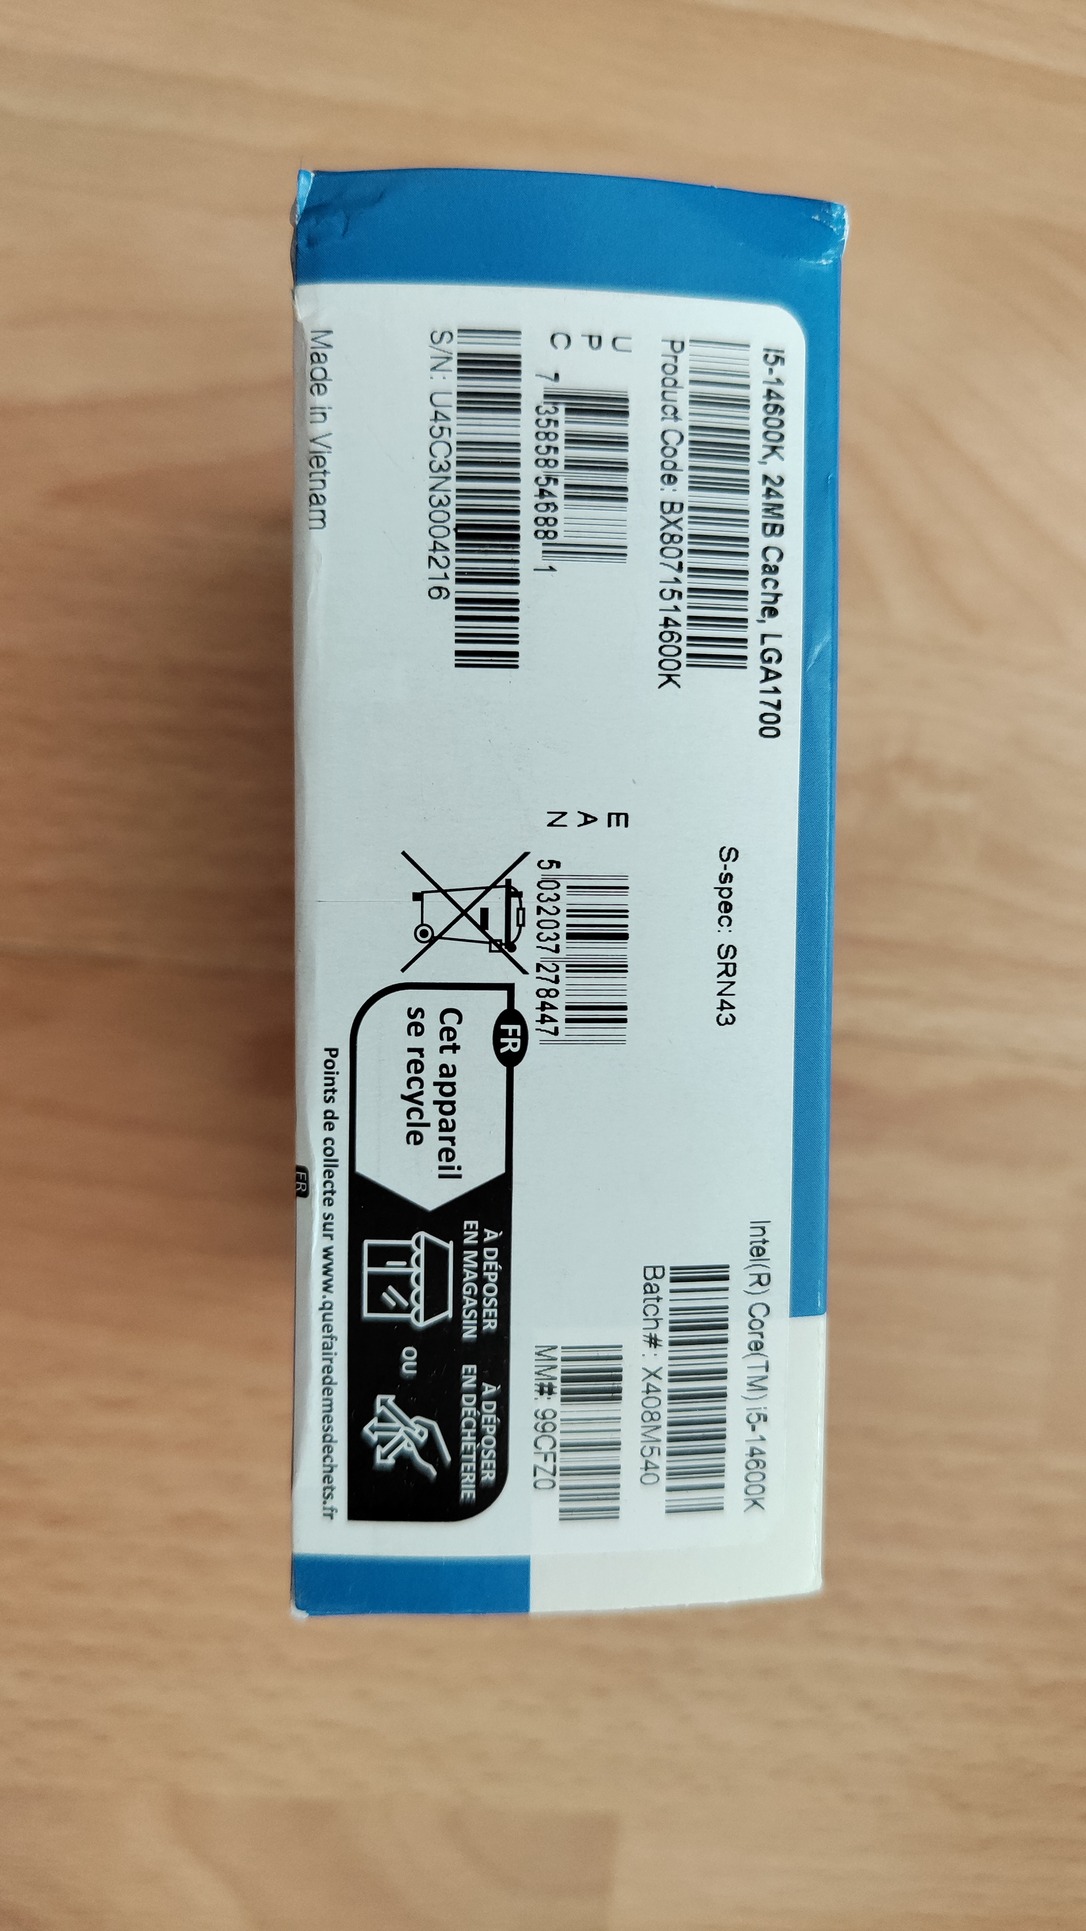 i5-14600K, 24MB Cache, LGA1700
Product Code: BX8071514600K
S-spec: SRN43
Intel(R) Core(TM) i5-14600K
Batch#: X408M540
UPC
7 35858 54688 1
EAN
5 032037 278447
MM#: 99CFZ0
S/N: U45C3N3004216
Made in Vietnam
FR
Cet appareil
se recycle
À DÉPOSER
EN MAGASIN
OU
À DÉPOSER
EN DÉCHÈTERIE
Points de collecte sur www.quefairedemesdechets.fr
FR